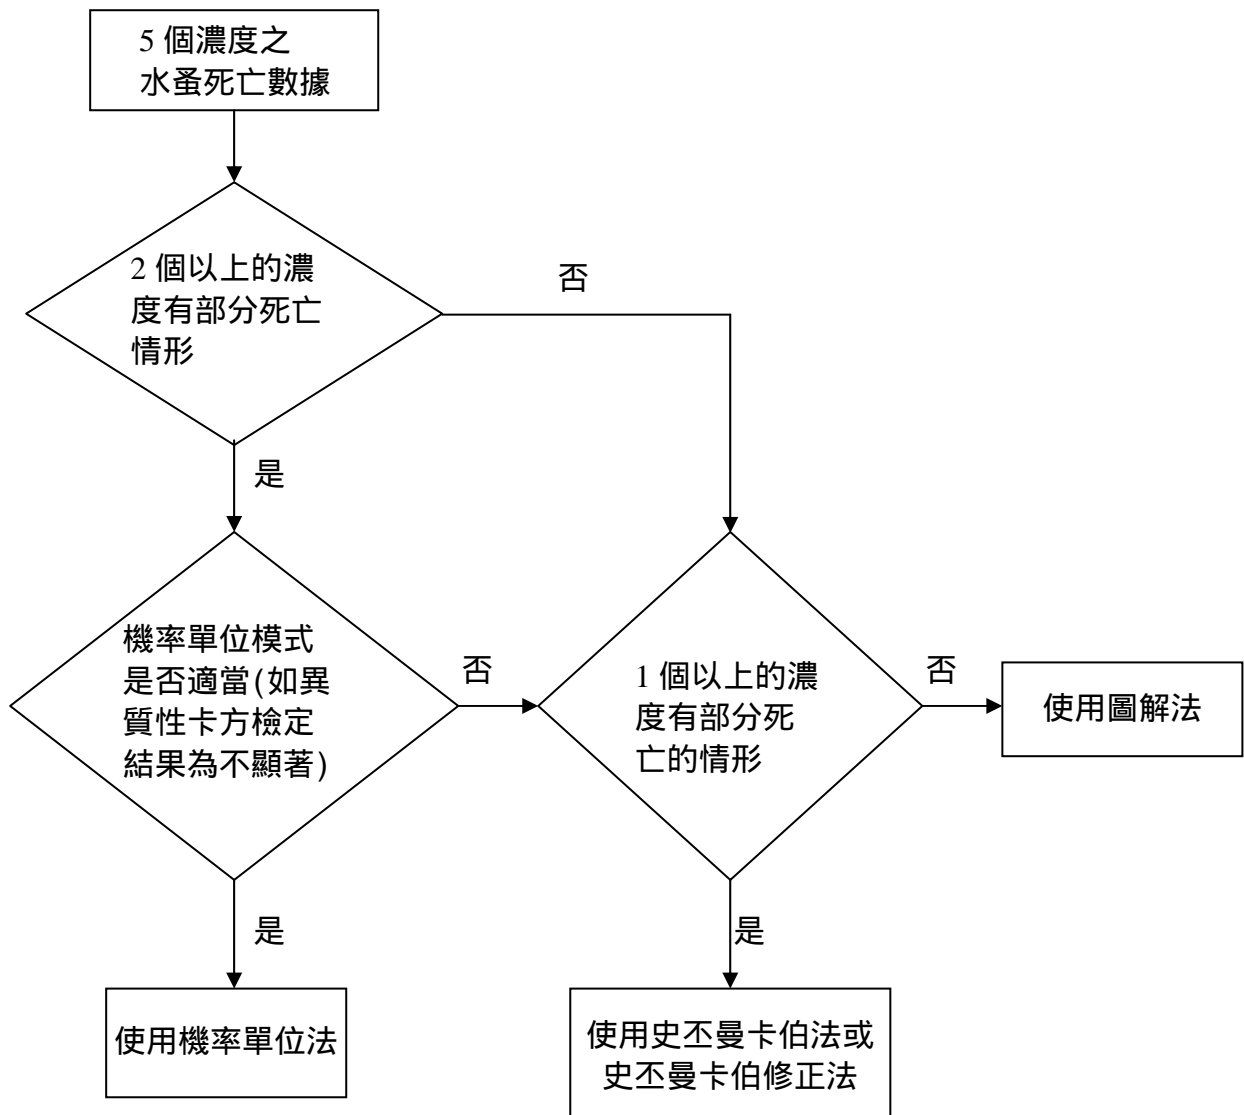 5 個濃度之
水蚤死亡數據
2 個以上的濃
度有部分死亡
情形
否
是
機率單位模式
是否適當(如異
質性卡方檢定
結果為不顯著)
否
1 個以上的濃
度有部分死
亡的情形
否
使用圖解法
是
是
使用機率單位法
使用史丕曼卡伯法或
史丕曼卡伯修正法